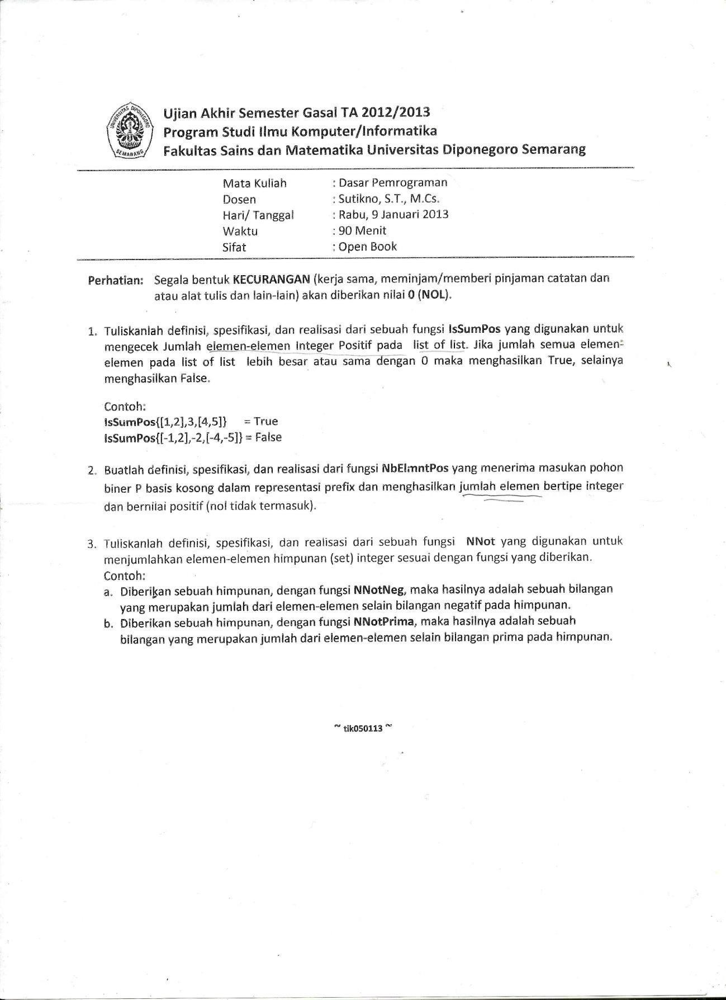 UNIVERSITAS DIPONEGORO
SEMARANG
Ujian Akhir Semester Gasal TA 2012/2013
Program Studi Ilmu Komputer/Informatika
Fakultas Sains dan Matematika Universitas Diponegoro Semarang
Mata Kuliah : Dasar Pemrograman
Dosen : Sutikno, S.T., M.Cs.
Hari/ Tanggal : Rabu, 9 Januari 2013
Waktu : 90 Menit
Sifat : Open Book
Perhatian: Segala bentuk KECURANGAN (kerja sama, meminjam/memberi pinjaman catatan dan
atau alat tulis dan lain-lain) akan diberikan nilai 0 (NOL).
1. Tuliskanlah definisi, spesifikasi, dan realisasi dari sebuah fungsi IsSumPos yang digunakan untuk
mengecek Jumlah elemen-elemen Integer Positif pada list of list. Jika jumlah semua elemen-
elemen pada list of list lebih besar atau sama dengan 0 maka menghasilkan True, selainya
menghasilkan False.
Contoh:
IsSumPos{[1,2],3,[4,5]} = True
IsSumPos{[-1,2],-2,[-4,-5]} = False
2. Buatlah definisi, spesifikasi, dan realisasi dari fungsi NbElmntPos yang menerima masukan pohon
biner P basis kosong dalam representasi prefix dan menghasilkan jumlah elemen bertipe integer
dan bernilai positif (nol tidak termasuk).
3. Tuliskanlah definisi, spesifikasi, dan realisasi dari sebuah fungsi NNot yang digunakan untuk
menjumlahkan elemen-elemen himpunan (set) integer sesuai dengan fungsi yang diberikan.
Contoh:
a. Diberikan sebuah himpunan, dengan fungsi NNotNeg, maka hasilnya adalah sebuah bilangan
yang merupakan jumlah dari elemen-elemen selain bilangan negatif pada himpunan.
b. Diberikan sebuah himpunan, dengan fungsi NNotPrima, maka hasilnya adalah sebuah
bilangan yang merupakan jumlah dari elemen-elemen selain bilangan prima pada himpunan.
~ tik050113 ~